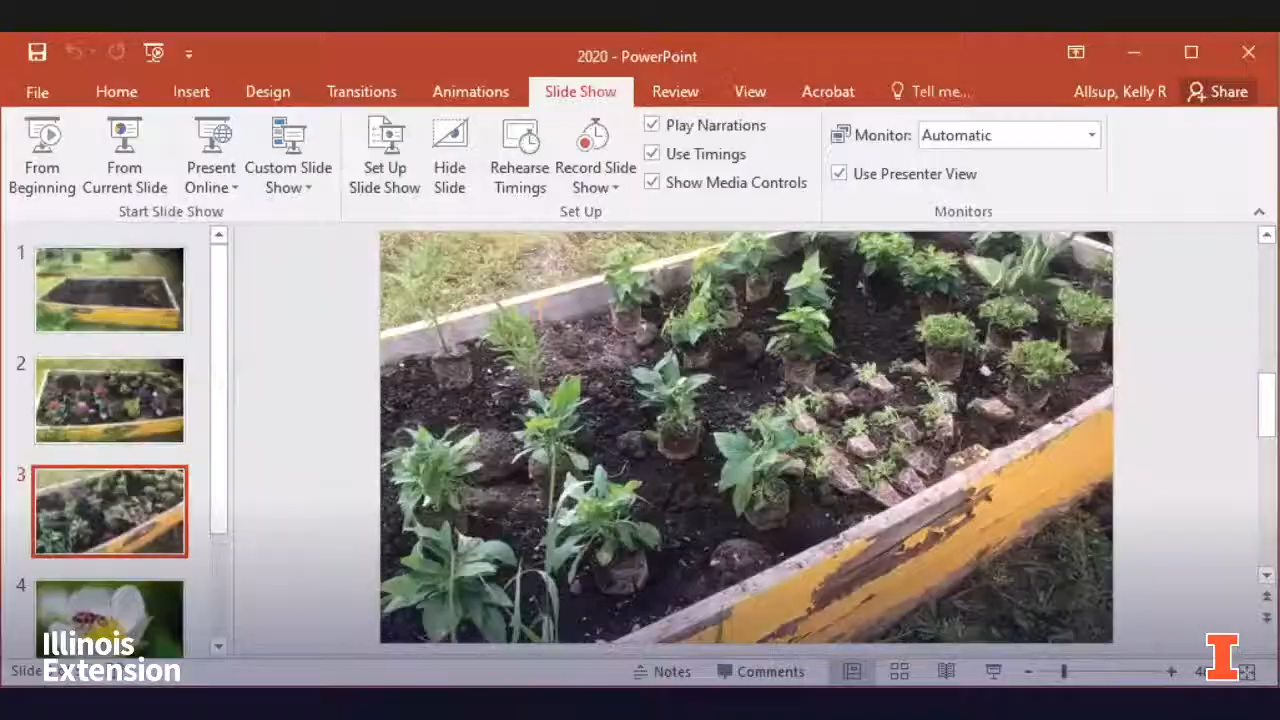 2020 - PowerPoint
File Home Insert Design Transitions Animations Slide Show Review View Acrobat Tell me... Allsup, Kelly R Share
From Beginning
From Current Slide
Present Online
Custom Slide Show
Set Up Slide Show
Hide Slide
Rehearse Timings
Record Slide Show
Play Narrations
Use Timings
Show Media Controls
Monitor: Automatic
Use Presenter View
Start Slide Show
Set Up
Monitors
1
2
3
4
Illinois
Extension
Notes Comments
I